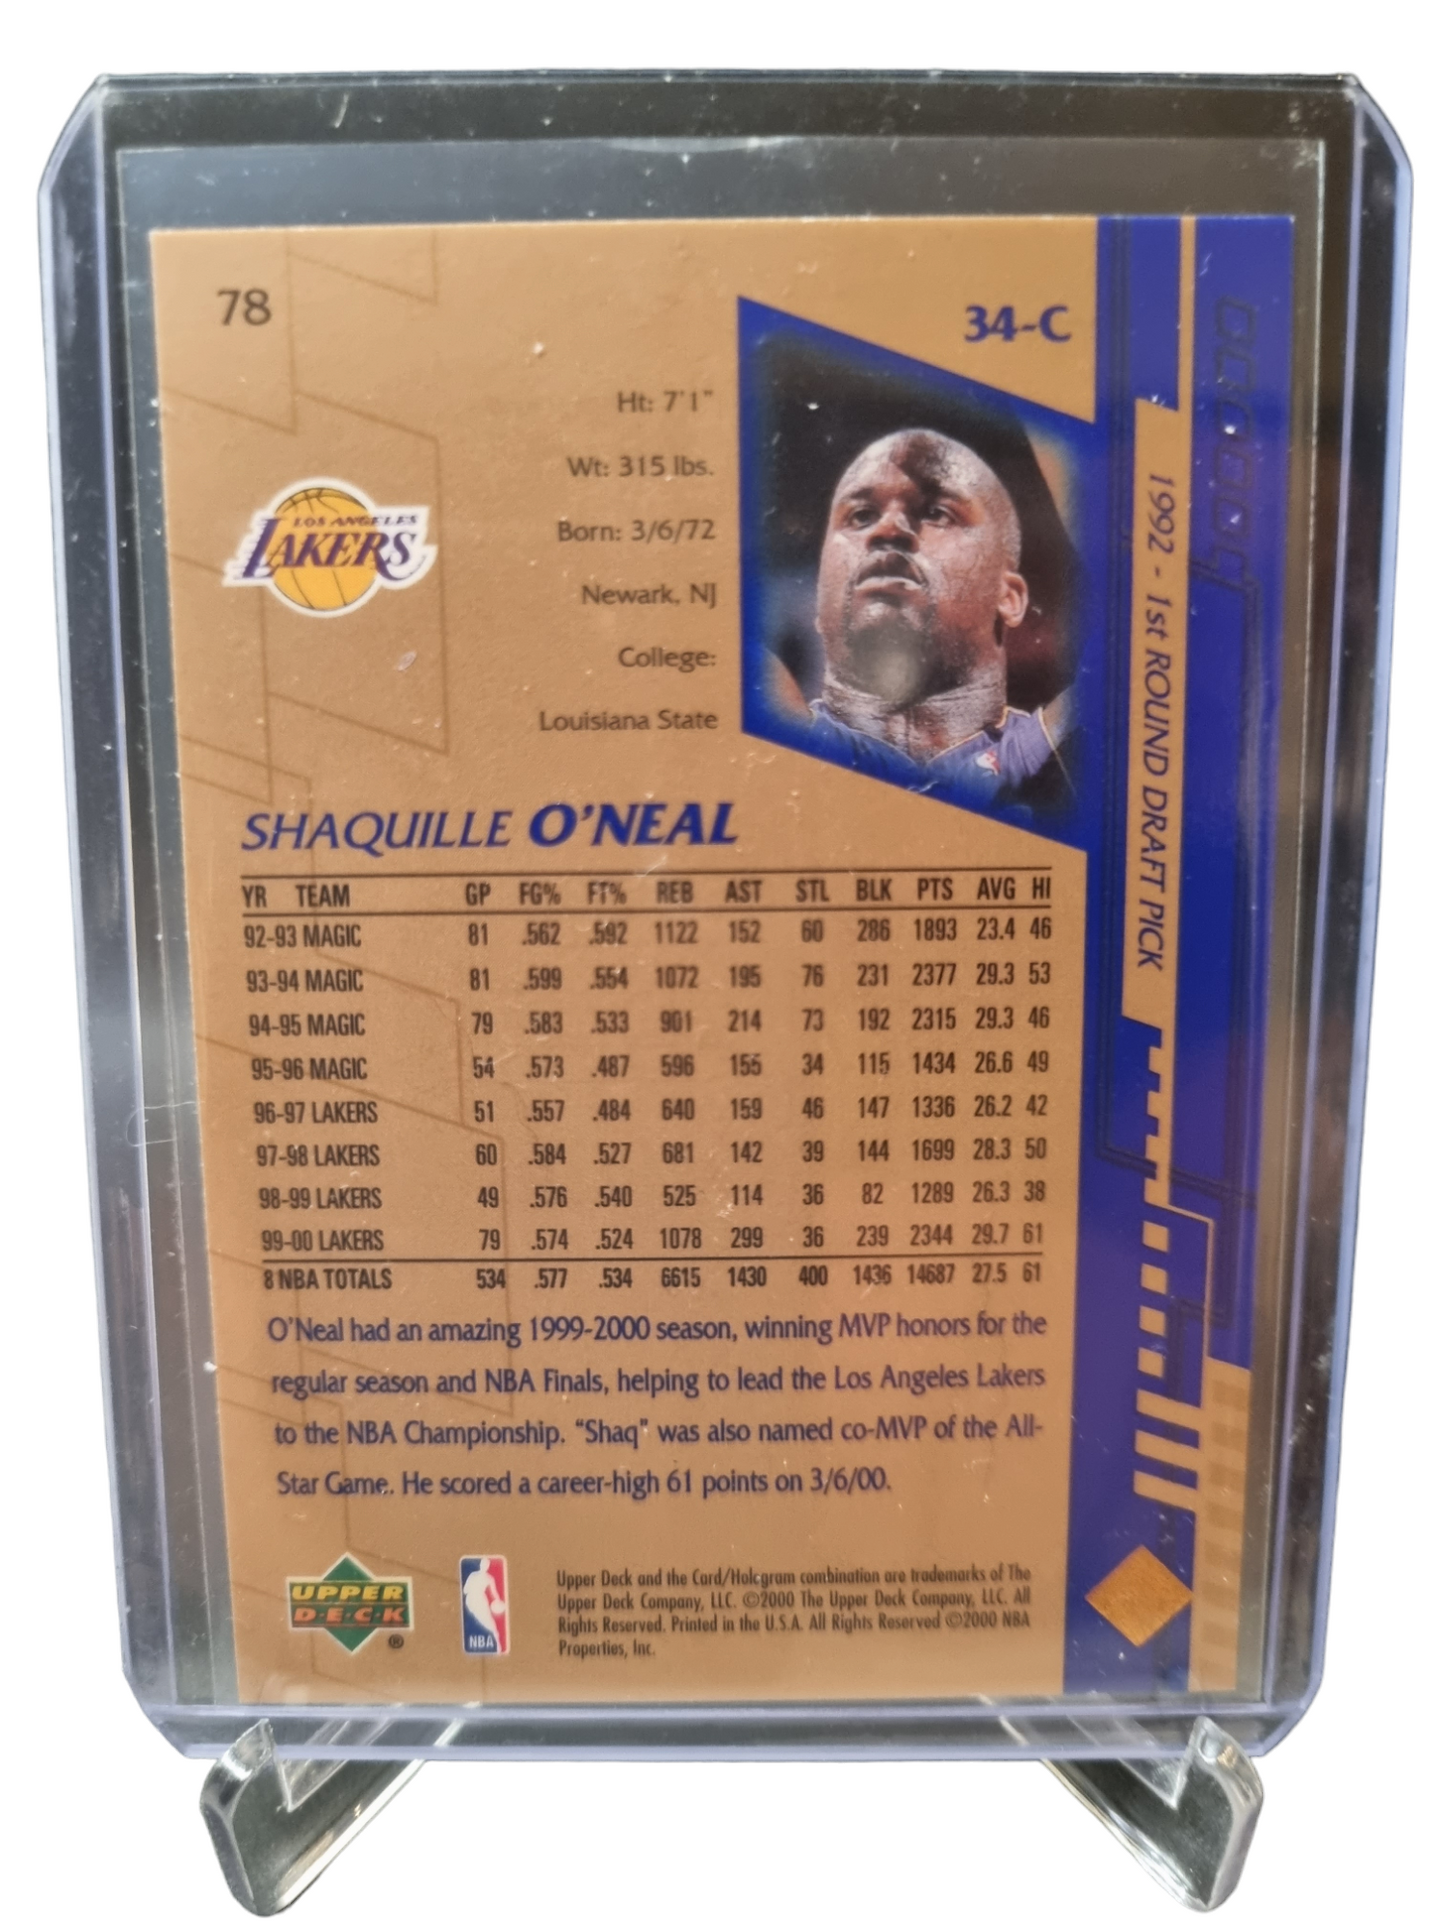 78
34-C
Ht: 7'1"
Wt: 315 lbs.
Born: 3/6/72
Newark, NJ
College:
Louisiana State
LOS ANGELES
LAKERS
1992 - 1st ROUND DRAFT PICK
SHAQUILLE O'NEAL
YR TEAM GP FG% FT% REB AST STL BLK PTS AVG HI
92-93 MAGIC 81 .562 .592 1122 152 60 286 1893 23.4 46
93-94 MAGIC 81 .599 .554 1072 195 76 231 2377 29.3 53
94-95 MAGIC 79 .583 .533 901 214 73 192 2315 29.3 46
95-96 MAGIC 54 .573 .487 596 155 34 115 1434 26.6 49
96-97 LAKERS 51 .557 .484 640 159 46 147 1336 26.2 42
97-98 LAKERS 60 .584 .527 681 142 39 144 1699 28.3 50
98-99 LAKERS 49 .576 .540 525 114 36 82 1289 26.3 38
99-00 LAKERS 79 .574 .524 1078 299 36 239 2344 29.7 61
8 NBA TOTALS 534 .577 .534 6615 1430 400 1436 14687 27.5 61
O'Neal had an amazing 1999-2000 season, winning MVP honors for the
regular season and NBA Finals, helping to lead the Los Angeles Lakers
to the NBA Championship. "Shaq" was also named co-MVP of the All-
Star Game. He scored a career-high 61 points on 3/6/00.
UPPER
D·E·C·K
®
NBA
Upper Deck and the Card/Hologram combination are trademarks of The
Upper Deck Company, LLC. ©2000 The Upper Deck Company, LLC. All
Rights Reserved. Printed in the U.S.A. All Rights Reserved ©2000 NBA
Properties, Inc.